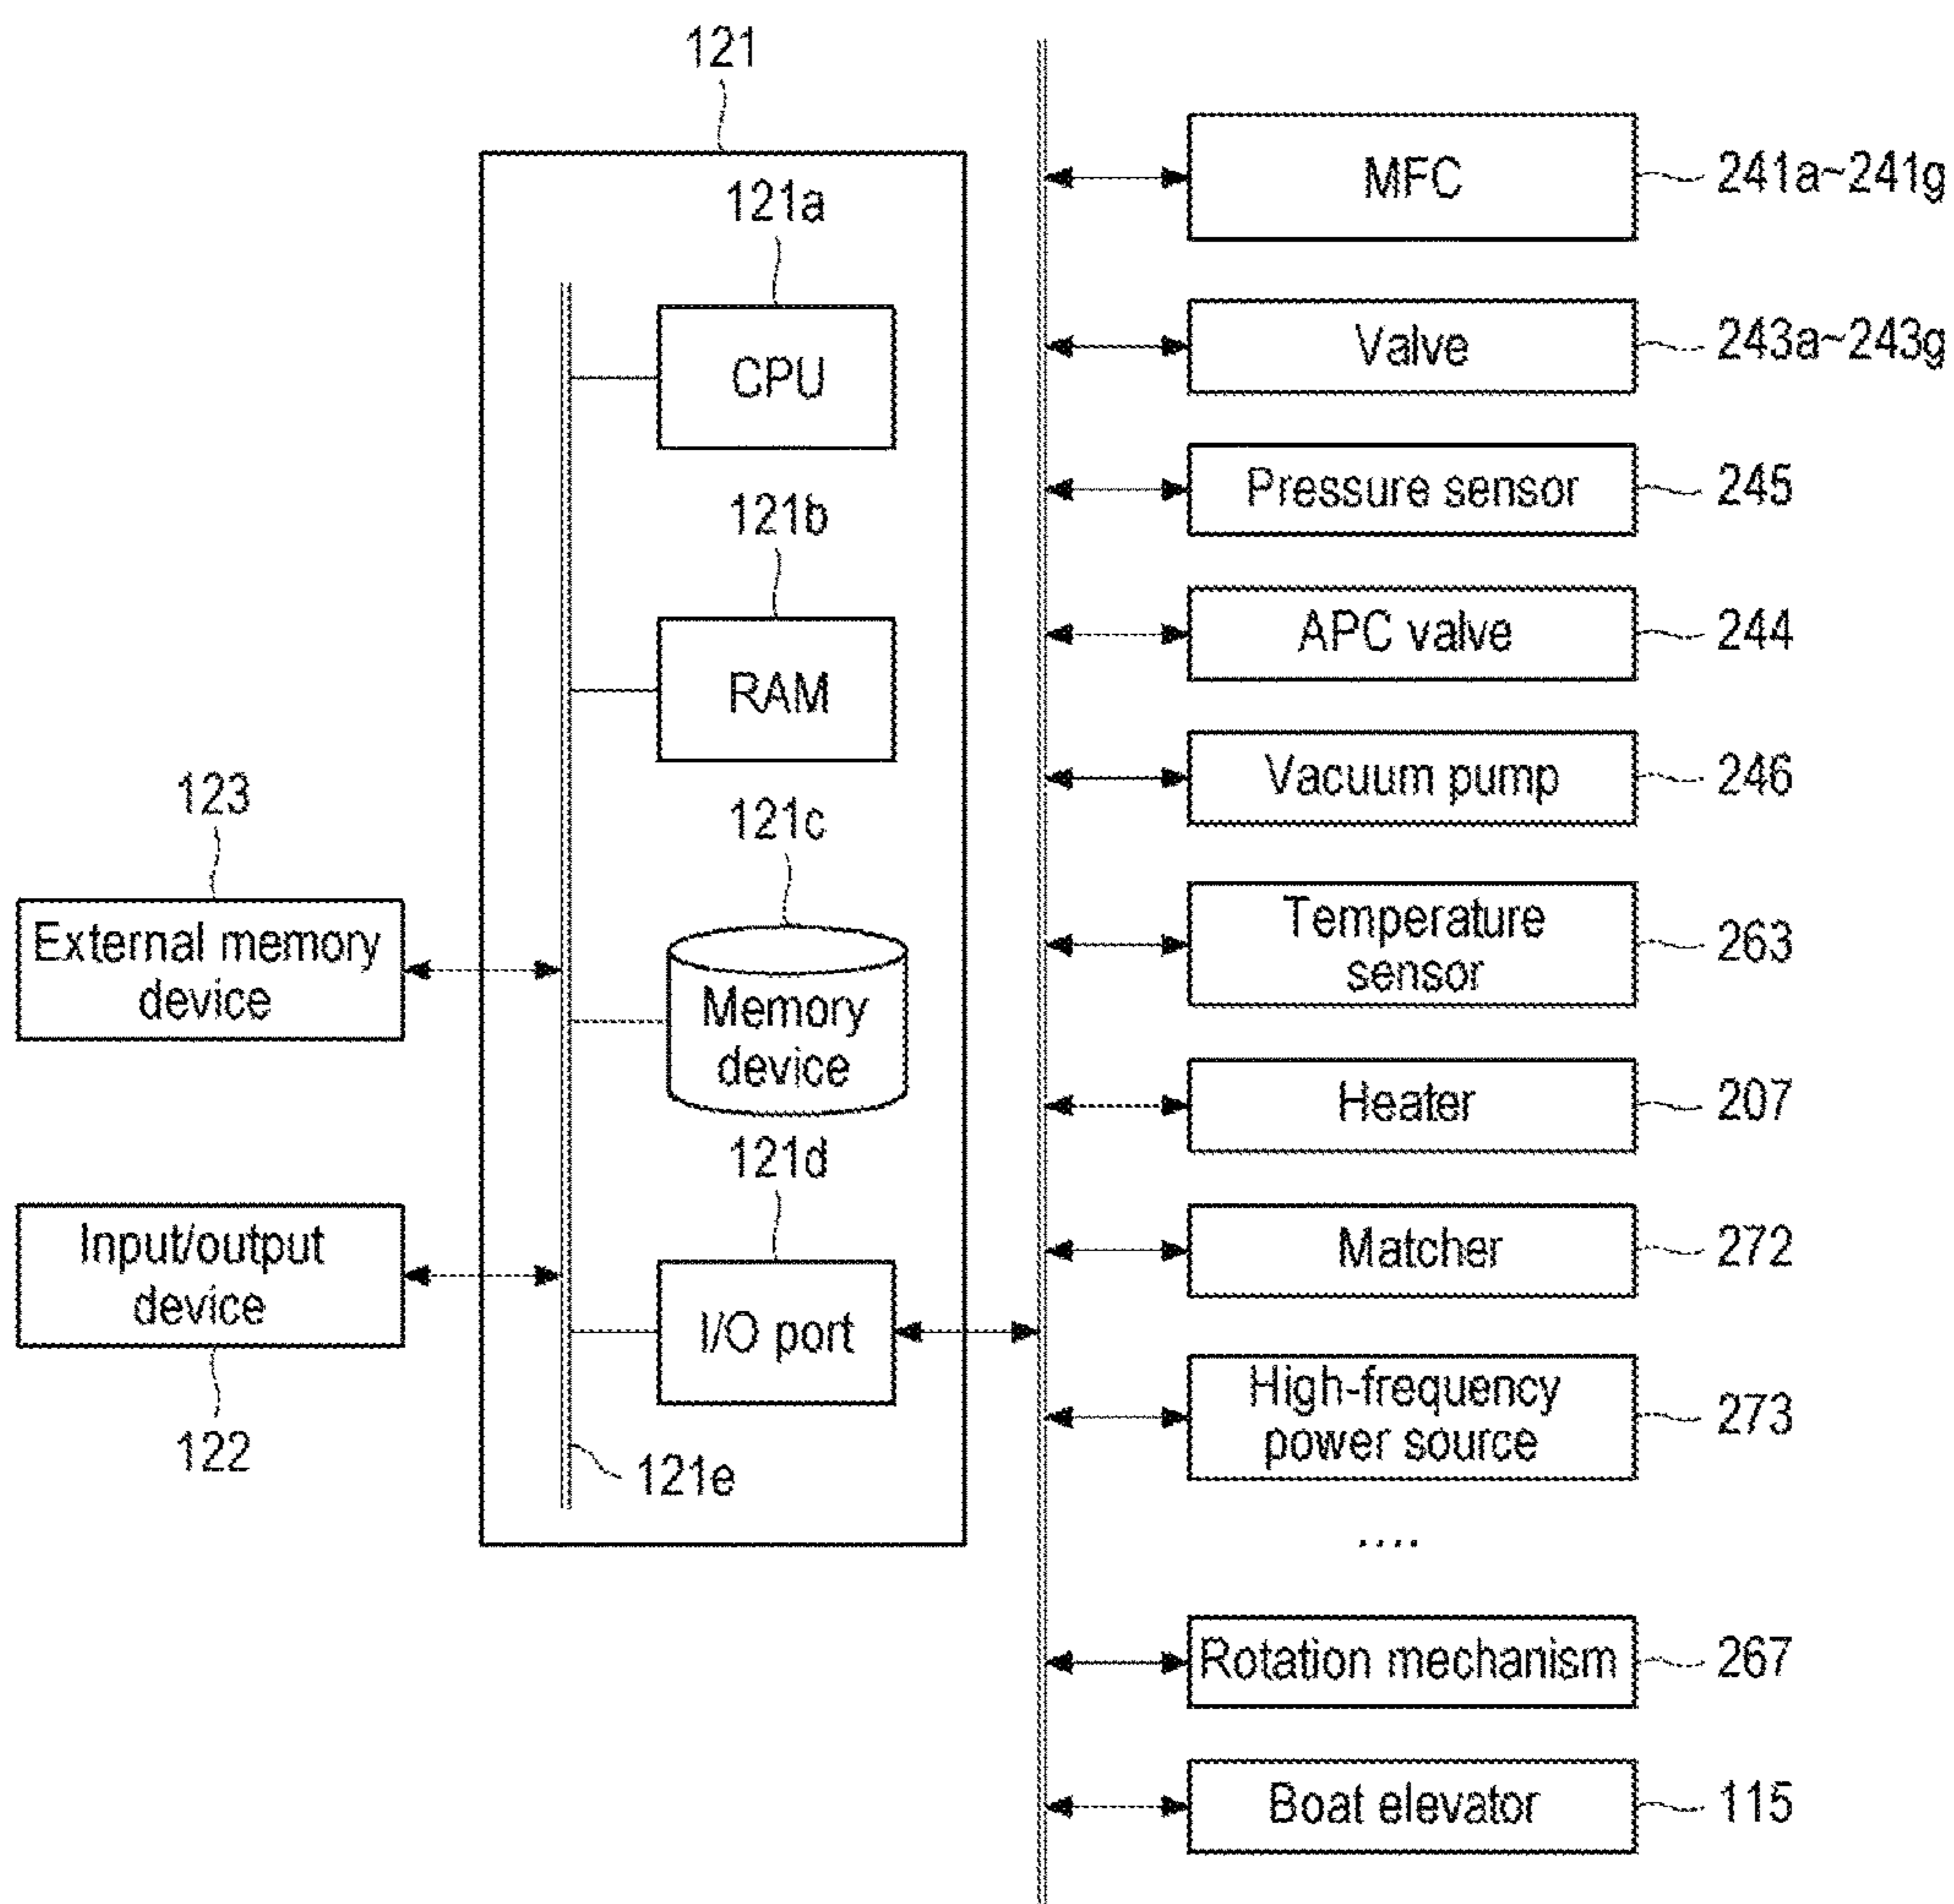 121
121a
CPU
121b
RAM
121c
Memory
device
121d
I/O port
121e
123
External memory
device
Input/output
device
122
MFC
241a~241g
Valve
243a~243g
Pressure sensor
245
APC valve
244
Vacuum pump
246
Temperature
sensor
263
Heater
207
Matcher
272
High-frequency
power source
273
....
Rotation mechanism
267
Boat elevator
115